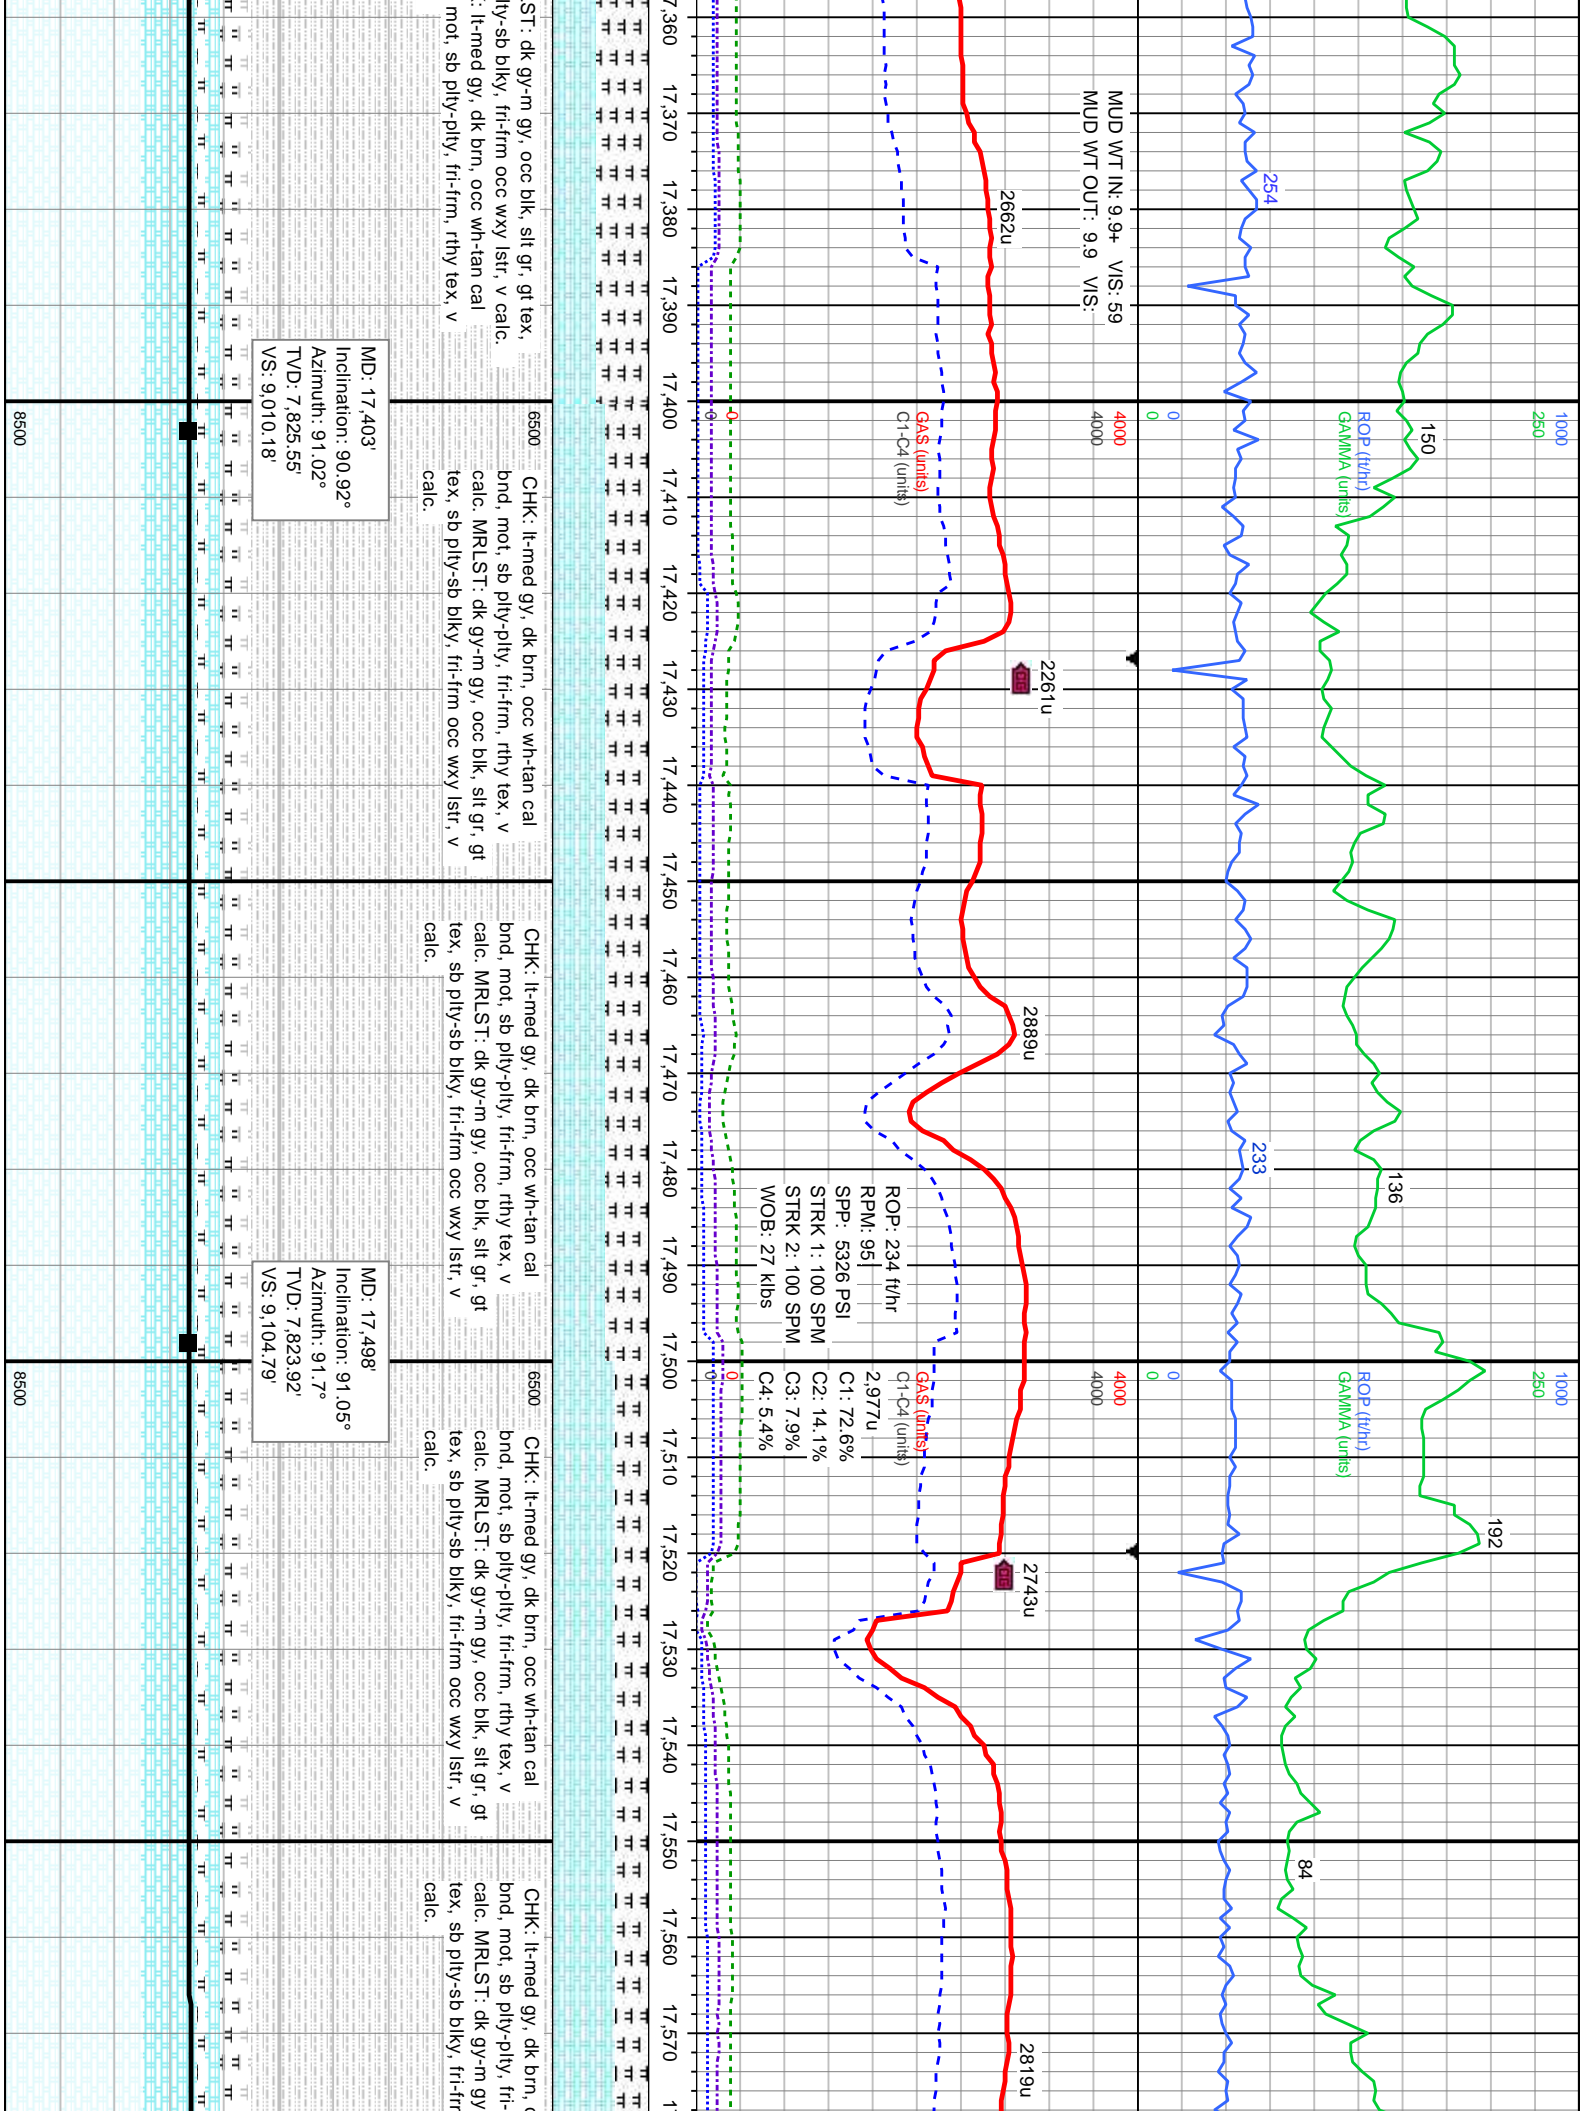 1000
250
ROP (ft/hr)
GAMMA (units)
0
0
1000
250
ROP (ft/hr)
GAMMA (units)
0
0
254
150
233
136
192
84
MUD WT IN: 9.9+ VIS: 59
MUD WT OUT: 9.9 VIS:
4000
4000
GAS (units)
C1-C4 (units)
0
0
4000
4000
GAS (units)
C1-C4 (units)
0
0
2662u
2261u
2889u
2743u
2819u
ROP: 234 ft/hr
RPM: 95
SPP: 5326 PSI
STRK 1: 100 SPM
STRK 2: 100 SPM
WOB: 27 klbs
2,977u
C1: 72.6%
C2: 14.1%
C3: 7.9%
C4: 5.4%
7,360
17,370
17,380
17,390
17,400
17,410
17,420
17,430
17,440
17,450
17,460
17,470
17,480
17,490
17,500
17,510
17,520
17,530
17,540
17,550
17,560
17,570
ST: dk gy-m gy, occ blk, slt gr, gt tex,
lty-sb blky, fri-frm occ wxy lstr, v calc.
: lt-med gy, dk brn, occ wh-tan cal
mot, sb plty-plty, fri-frm, rthy tex, v
CHK: lt-med gy, dk brn, occ wh-tan cal
bnd, mot, sb plty-plty, fri-frm, rthy tex, v
calc. MRLST: dk gy-m gy, occ blk, slt gr, gt
tex, sb plty-sb blky, fri-frm occ wxy lstr, v
calc.
CHK: lt-med gy, dk brn, occ wh-tan cal
bnd, mot, sb plty-plty, fri-frm, rthy tex, v
calc. MRLST: dk gy-m gy, occ blk, slt gr, gt
tex, sb plty-sb blky, fri-frm occ wxy lstr, v
calc.
CHK: lt-med gy, dk brn, occ wh-tan cal
bnd, mot, sb plty-plty, fri-frm, rthy tex, v
calc. MRLST: dk gy-m gy, occ blk, slt gr, gt
tex, sb plty-sb blky, fri-frm occ wxy lstr, v
calc.
CHK: lt-med gy, dk brn,
bnd, mot, sb plty-plty, fri-
calc. MRLST: dk gy-m gy
tex, sb plty-sb blky, fri-frr
calc.
6500
6500
MD: 17,403'
Inclination: 90.92°
Azimuth: 91.02°
TVD: 7,825.55'
VS: 9,010.18'
MD: 17,498'
Inclination: 91.05°
Azimuth: 91.7°
TVD: 7,823.92'
VS: 9,104.79'
8500
8500